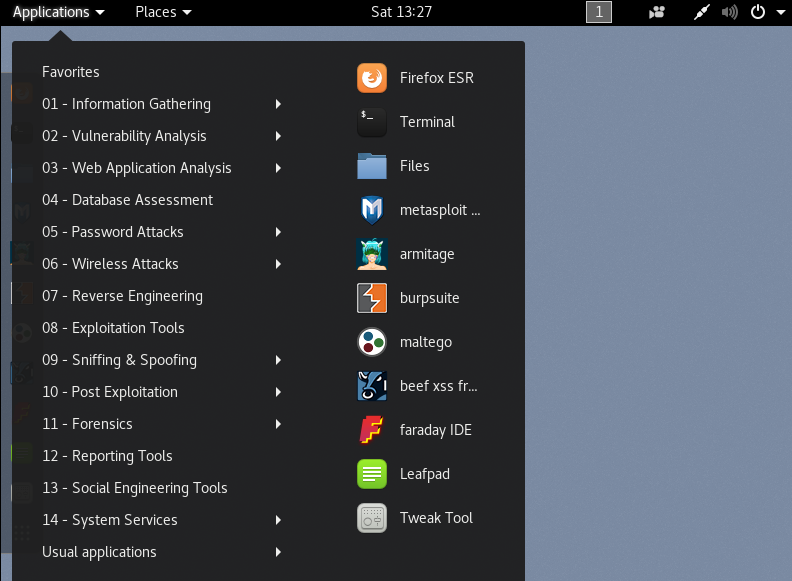 Applications Places Sat 13:27 1
Favorites
01 - Information Gathering
02 - Vulnerability Analysis
03 - Web Application Analysis
04 - Database Assessment
05 - Password Attacks
06 - Wireless Attacks
07 - Reverse Engineering
08 - Exploitation Tools
09 - Sniffing & Spoofing
10 - Post Exploitation
11 - Forensics
12 - Reporting Tools
13 - Social Engineering Tools
14 - System Services
Usual applications
Firefox ESR
$_ Terminal
Files
metasploit ...
armitage
burpsuite
maltego
beef xss fr...
faraday IDE
Leafpad
Tweak Tool